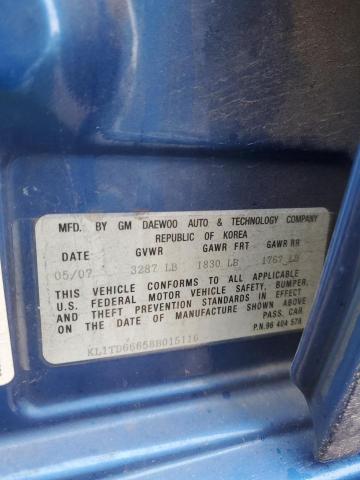 MFD. BY GM DAEWOO AUTO & TECHNOLOGY COMPANY
REPUBLIC OF KOREA
DATE GVWR GAWR FRT GAWR RR
05/07 3287 LB 1830 LB 1767 LB
THIS VEHICLE CONFORMS TO ALL APPLICABLE
U.S. FEDERAL MOTOR VEHICLE SAFETY, BUMPER,
AND THEFT PREVENTION STANDARDS IN EFFECT
ON THE DATE OF MANUFACTURE SHOWN ABOVE
PASS. CAR
KL1TD66658B015116
P.N.96 404 578